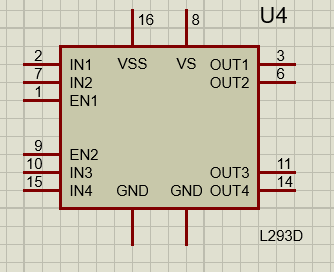 U4
16 8
2 IN1 VSS VS OUT1 3
7 IN2 OUT2 6
1 EN1
9 EN2
10 IN3 OUT3 11
15 IN4 GND GND OUT4 14
L293D